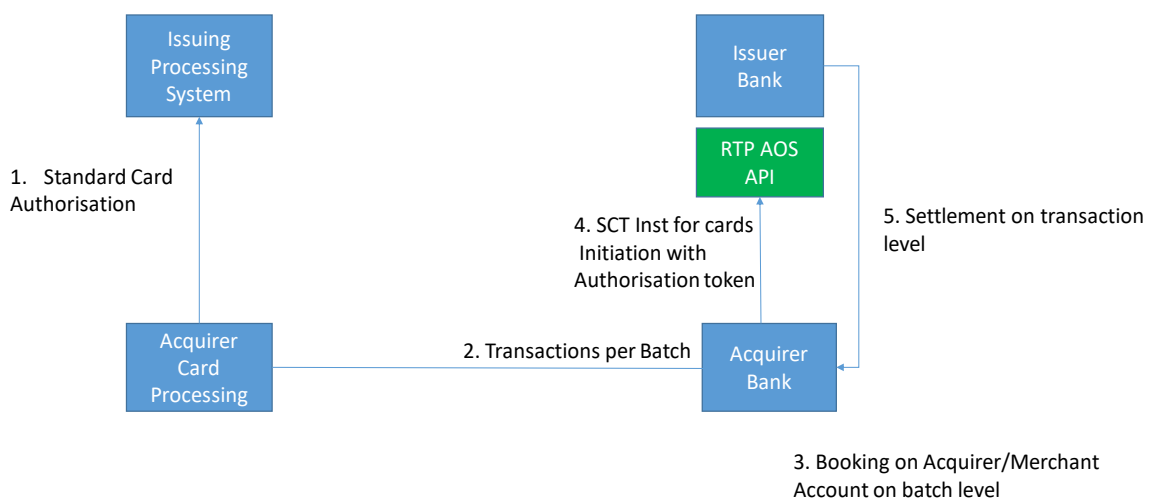 Issuing
Processing
System
Issuer
Bank
RTP AOS
API
1. Standard Card
Authorisation
4. SCT Inst for cards
Initiation with
Authorisation token
5. Settlement on transaction
level
Acquirer
Card
Processing
2. Transactions per Batch
Acquirer
Bank
3. Booking on Acquirer/Merchant
Account on batch level